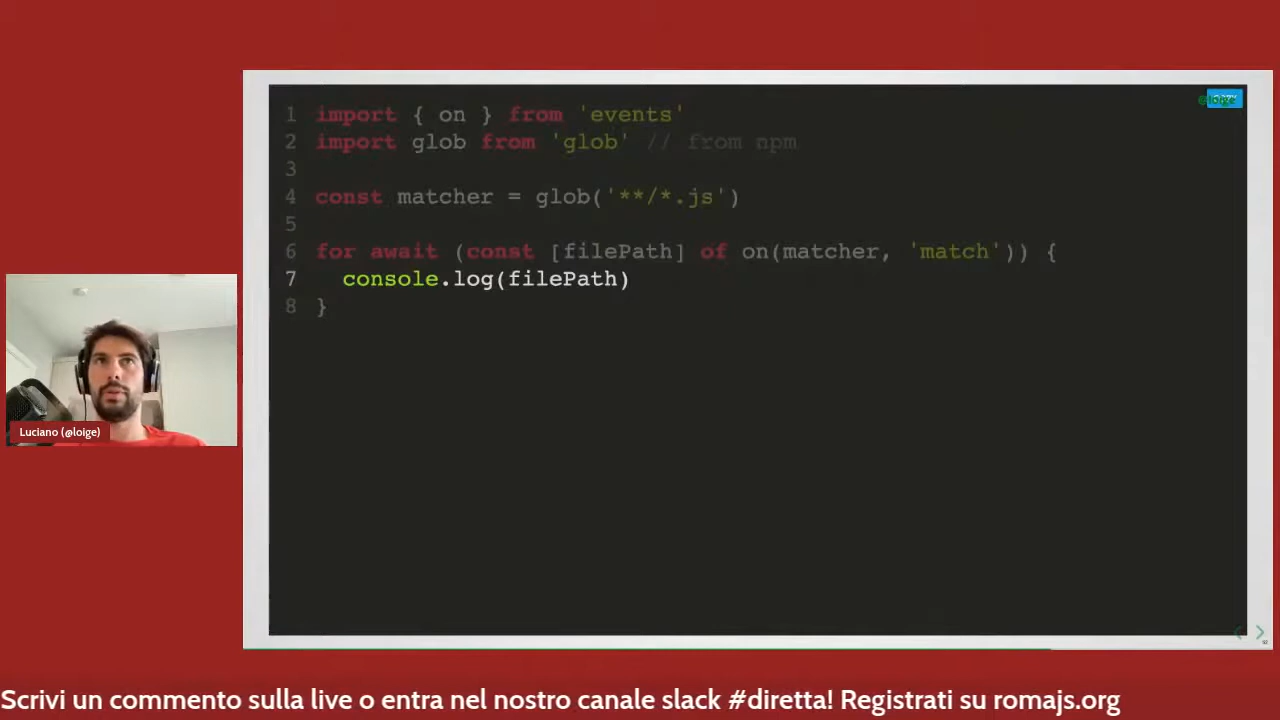 1 import { on } from 'events'
2 import glob from 'glob' // from npm
3
4 const matcher = glob('**/*.js')
5
6 for await (const [filePath] of on(matcher, 'match')) {
7 console.log(filePath)
8 }
@loige
Luciano (@loige)
Scrivi un commento sulla live o entra nel nostro canale slack #diretta! Registrati su romajs.org